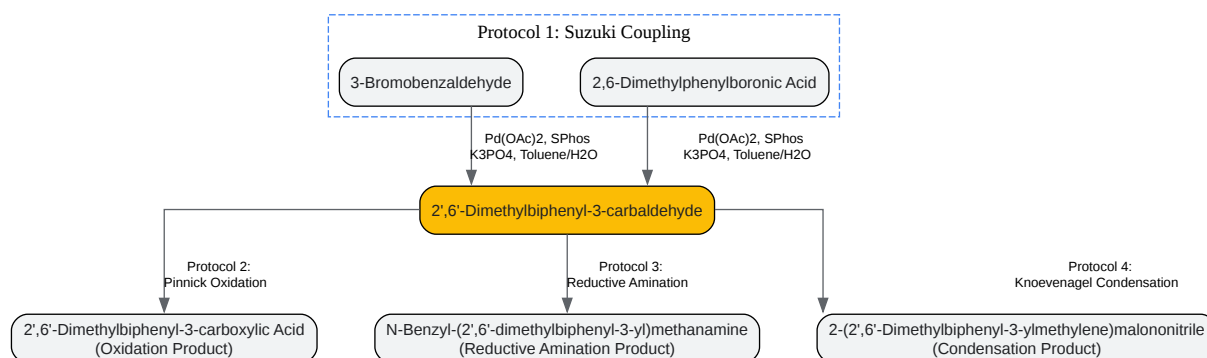 Protocol 1: Suzuki Coupling
3-Bromobenzaldehyde
2,6-Dimethylphenylboronic Acid
Pd(OAc)2, SPhos
K3PO4, Toluene/H2O
Pd(OAc)2, SPhos
K3PO4, Toluene/H2O
2',6'-Dimethylbiphenyl-3-carbaldehyde
Protocol 2:
Pinnick Oxidation
Protocol 3:
Reductive Amination
Protocol 4:
Knoevenagel Condensation
2',6'-Dimethylbiphenyl-3-carboxylic Acid
(Oxidation Product)
N-Benzyl-(2',6'-dimethylbiphenyl-3-yl)methanamine
(Reductive Amination Product)
2-(2',6'-Dimethylbiphenyl-3-ylmethylene)malononitrile
(Condensation Product)